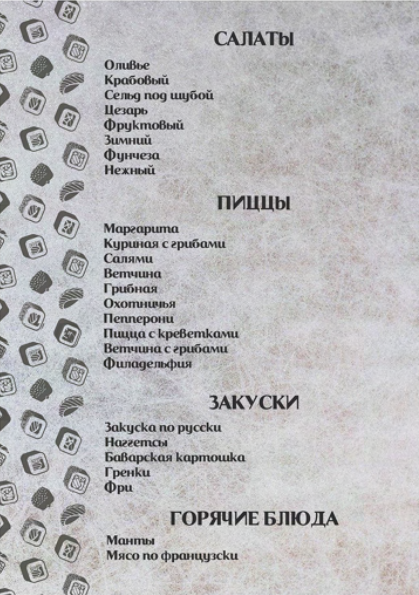 САЛАТЫ
Оливье
Крабовый
Сельд под шубой
Цезарь
Фруктовый
Зимний
Фунчеза
Нежный
ПИЦЦЫ
Маргарита
Куриная с грибами
Салями
Ветчина
Грибная
Охотничья
Пепперони
Пицца с креветками
Ветчина с грибами
Филадельфия
ЗАКУСКИ
Закуска по русски
Наггетсы
Баварская картошка
Гренки
Фри
ГОРЯЧИЕ БЛЮДА
Манты
Мясо по французски